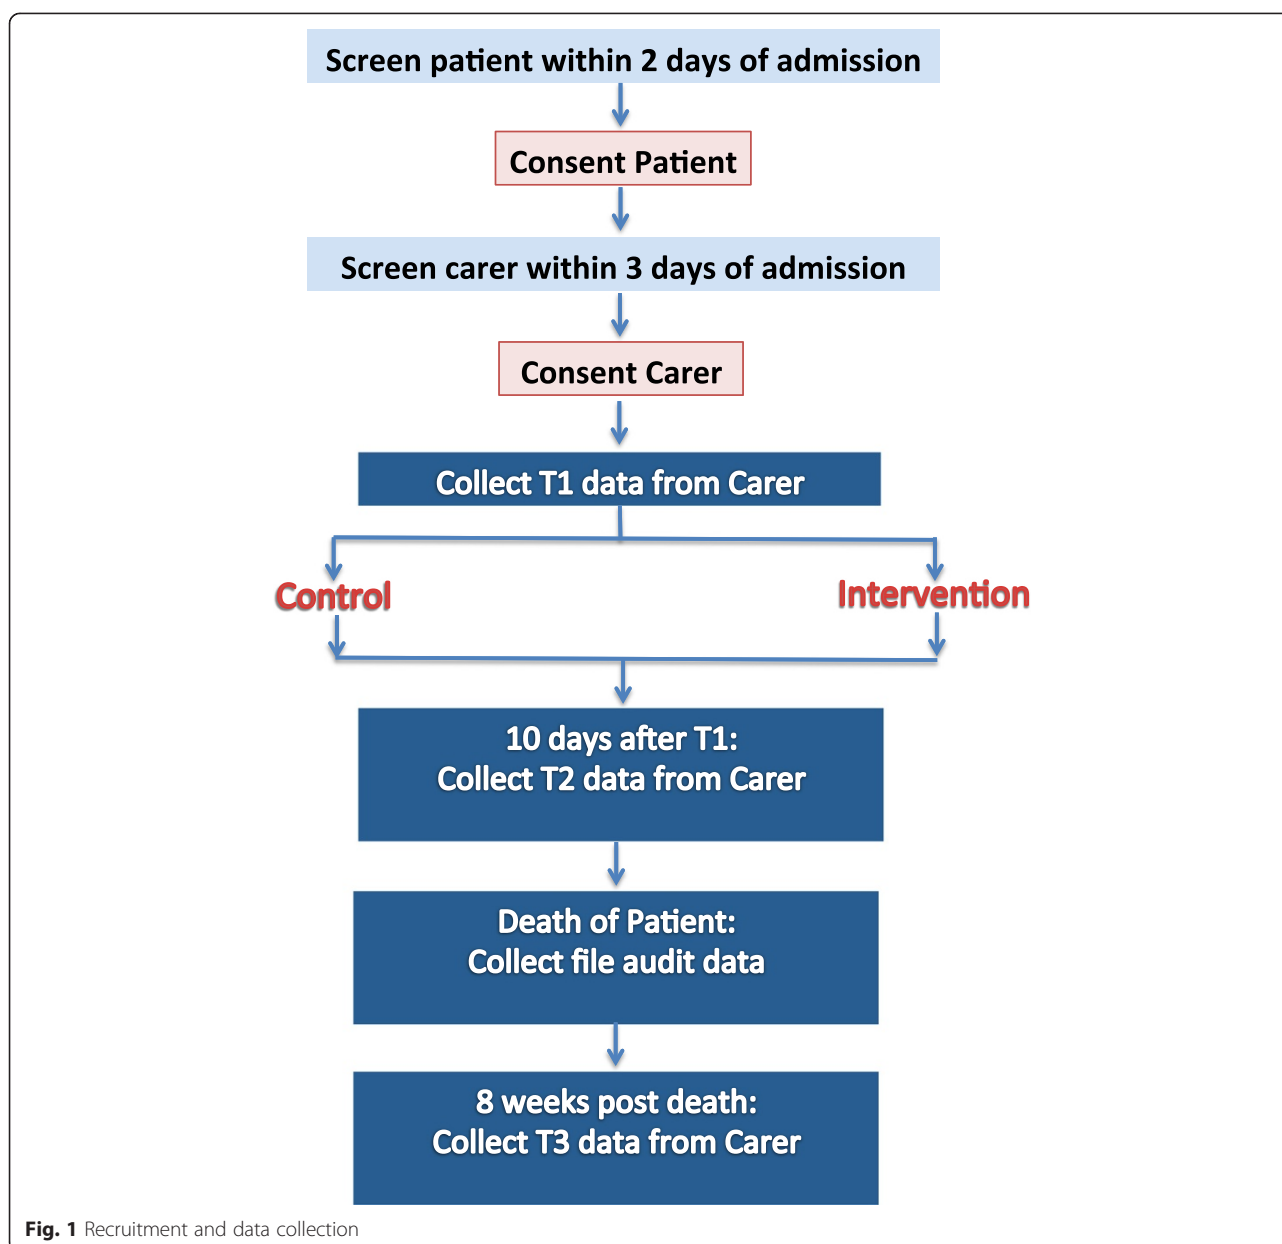 Screen patient within 2 days of admission
Consent Patient
Screen carer within 3 days of admission
Consent Carer
Collect T1 data from Carer
Control
Intervention
10 days after T1:
Collect T2 data from Carer
Death of Patient:
Collect file audit data
8 weeks post death:
Collect T3 data from Carer
Fig. 1 Recruitment and data collection